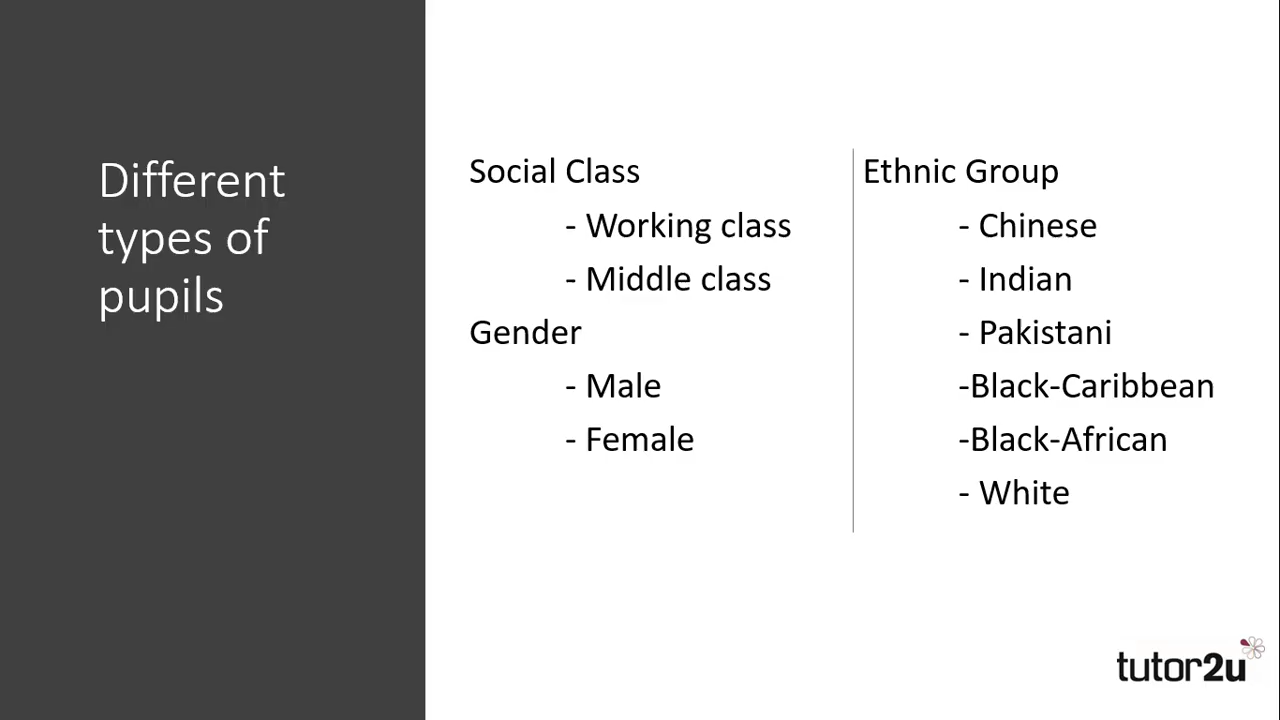 Different
types of
pupils
Social Class
- Working class
- Middle class
Gender
- Male
- Female
Ethnic Group
- Chinese
- Indian
- Pakistani
-Black-Caribbean
-Black-African
- White
tutor2u